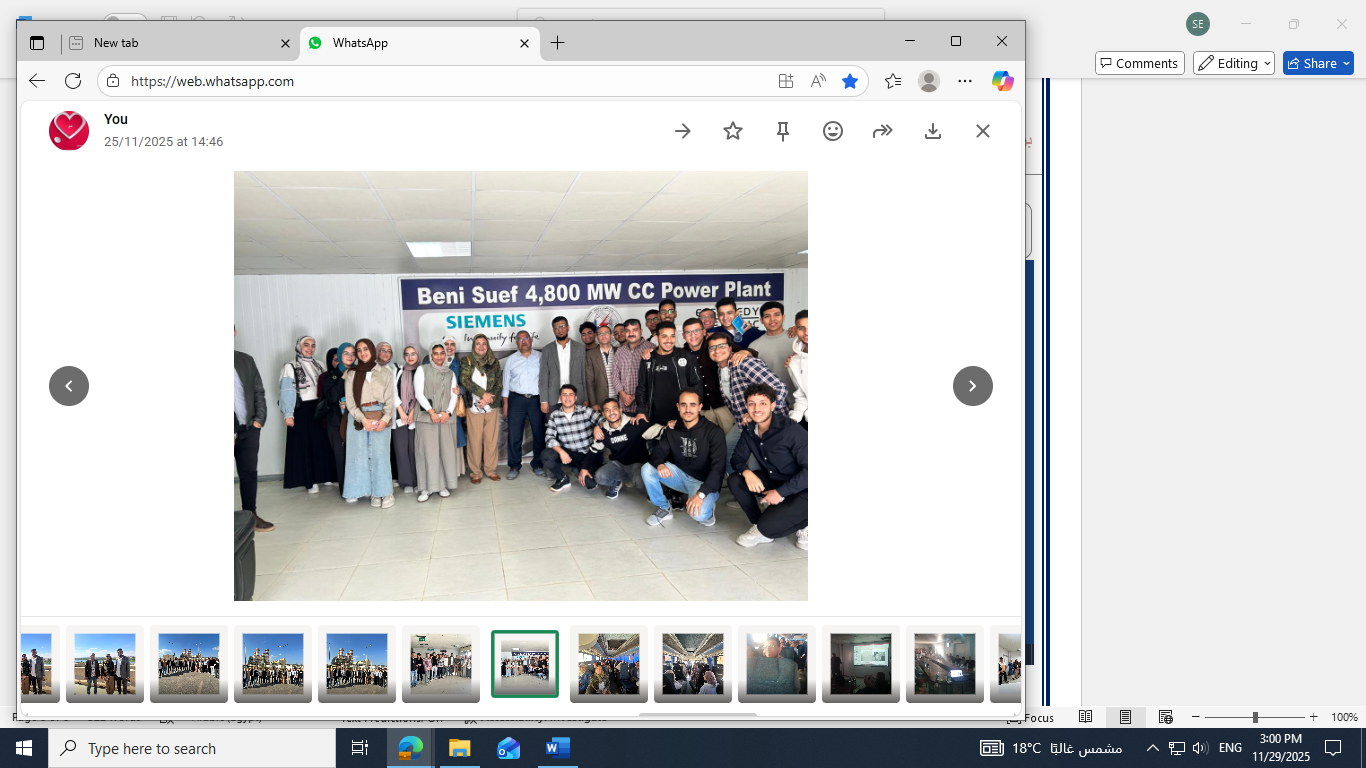 SE
New tab
WhatsApp
Comments
Editing
Share
https://web.whatsapp.com
You
25/11/2025 at 14:46
Beni Suef 4,800 MW CC Power Plant
SIEMENS
Focus
100%
Type here to search
18°C
مشمس غالبًا
ENG
3:00 PM
11/29/2025